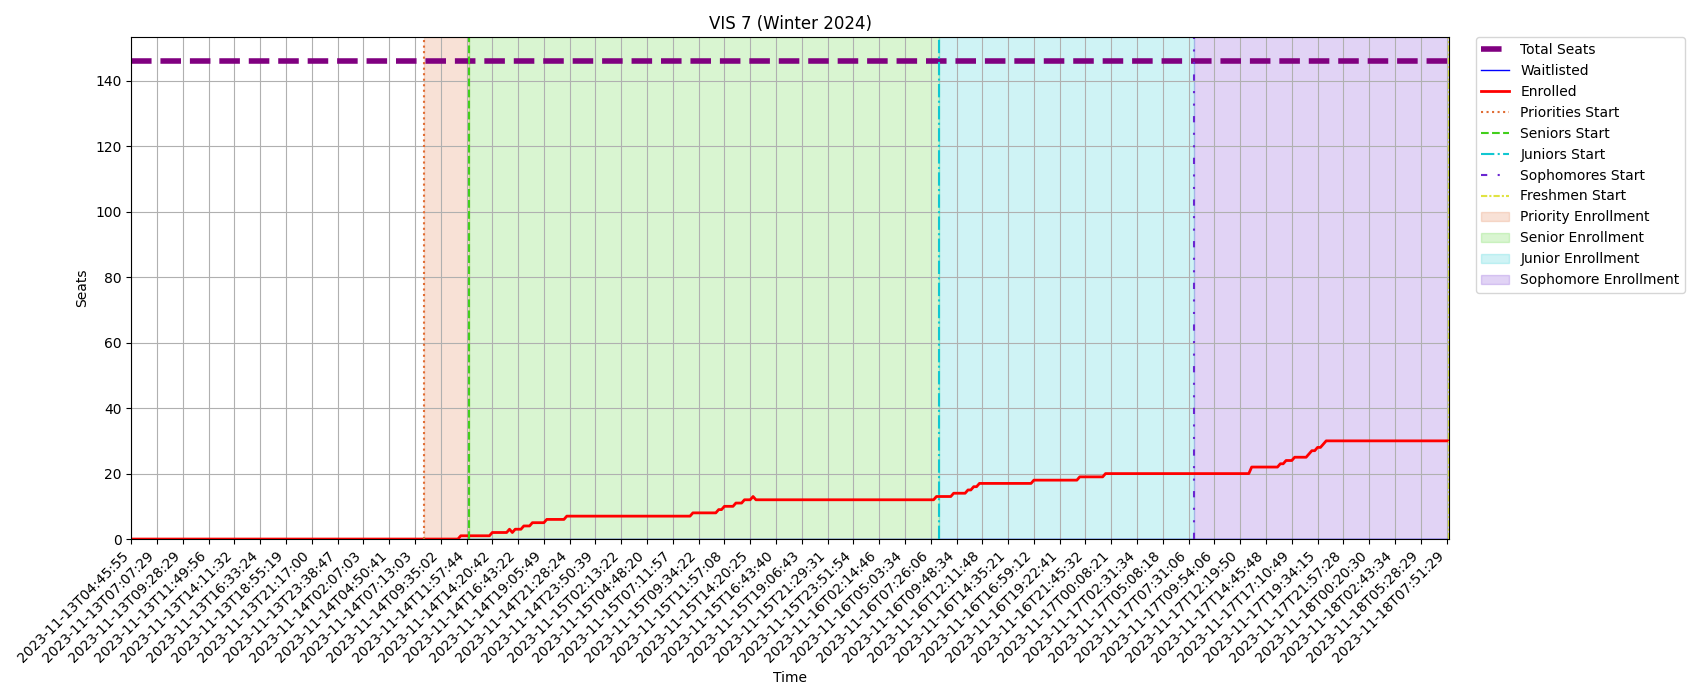 VIS 7 (Winter 2024)
Seats
140
120
100
80
60
40
20
0
2023-11-13T04:45:55
2023-11-13T07:07:29
2023-11-13T09:28:29
2023-11-13T11:49:56
2023-11-13T14:11:32
2023-11-13T16:33:24
2023-11-13T18:55:19
2023-11-13T21:17:00
2023-11-13T23:38:47
2023-11-14T02:07:03
2023-11-14T04:50:41
2023-11-14T07:13:03
2023-11-14T09:35:02
2023-11-14T11:57:44
2023-11-14T14:20:42
2023-11-14T16:43:22
2023-11-14T19:05:49
2023-11-14T21:28:24
2023-11-14T23:50:39
2023-11-15T02:13:22
2023-11-15T04:48:20
2023-11-15T07:11:57
2023-11-15T09:34:22
2023-11-15T11:57:08
2023-11-15T14:20:25
2023-11-15T16:43:40
2023-11-15T19:06:43
2023-11-15T21:29:31
2023-11-15T23:51:54
2023-11-16T02:14:46
2023-11-16T05:03:34
2023-11-16T07:26:06
2023-11-16T09:48:34
2023-11-16T12:11:48
2023-11-16T14:35:21
2023-11-16T16:59:12
2023-11-16T19:22:41
2023-11-16T21:45:32
2023-11-17T00:08:21
2023-11-17T02:31:34
2023-11-17T05:08:18
2023-11-17T07:31:06
2023-11-17T09:54:06
2023-11-17T12:19:50
2023-11-17T14:45:48
2023-11-17T17:10:49
2023-11-17T19:34:15
2023-11-17T21:57:28
2023-11-18T00:20:30
2023-11-18T02:43:34
2023-11-18T05:28:29
2023-11-18T07:51:29
Time
Total Seats
Waitlisted
Enrolled
Priorities Start
Seniors Start
Juniors Start
Sophomores Start
Freshmen Start
Priority Enrollment
Senior Enrollment
Junior Enrollment
Sophomore Enrollment